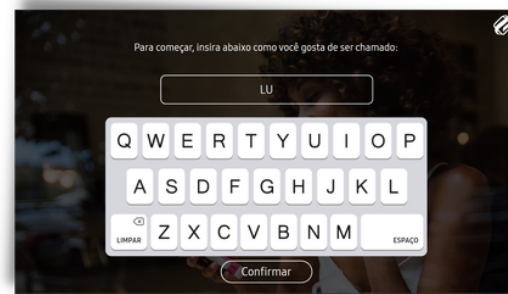 Para começar, insira abaixo como você gosta de ser chamado:
LU
Q W E R T Y U I O P
A S D F G H J K L
LIMPAR Z X C V B N M ESPAÇO
Confirmar